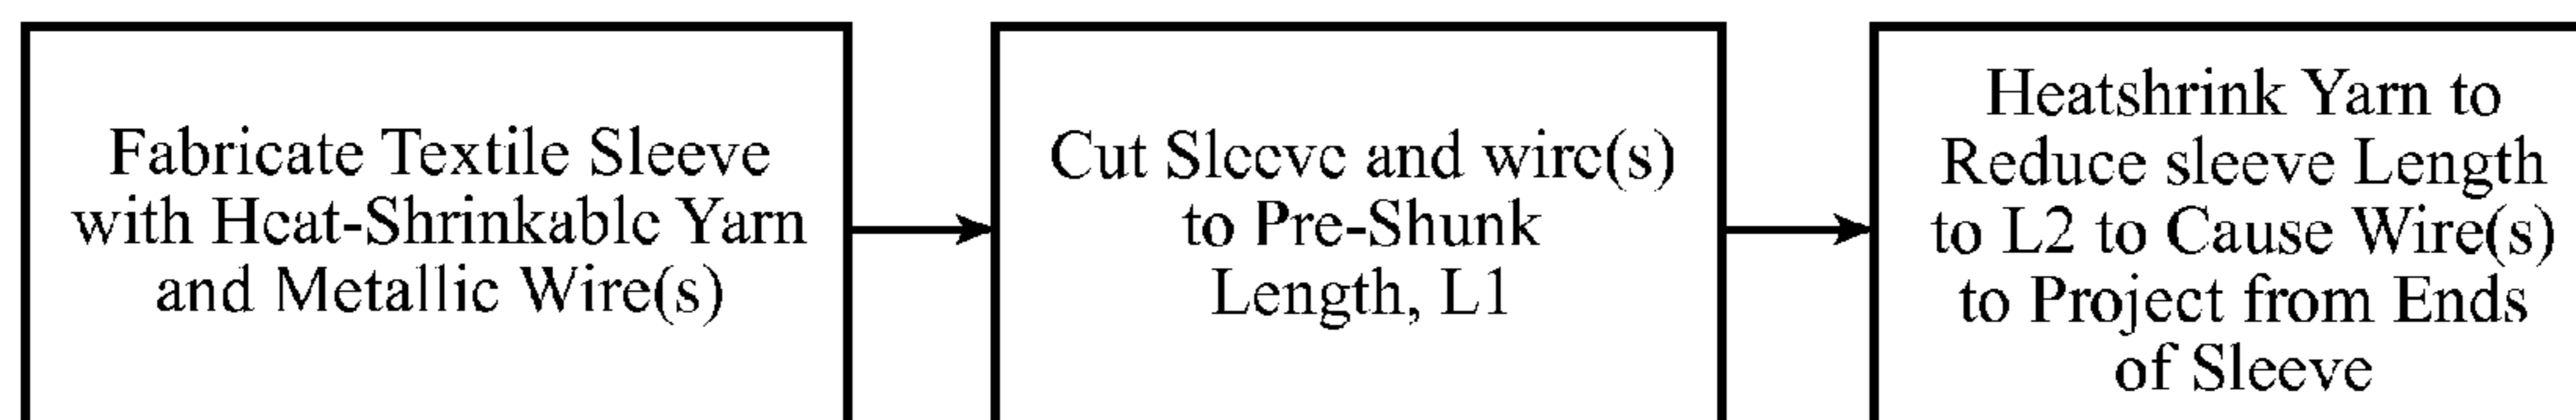 Fabricate Textile Sleeve
with Heat-Shrinkable Yarn
and Metallic Wire(s)
Cut Sleeve and wire(s)
to Pre-Shunk
Length, L1
Heatshrink Yarn to
Reduce sleeve Length
to L2 to Cause Wire(s)
to Project from Ends
of Sleeve